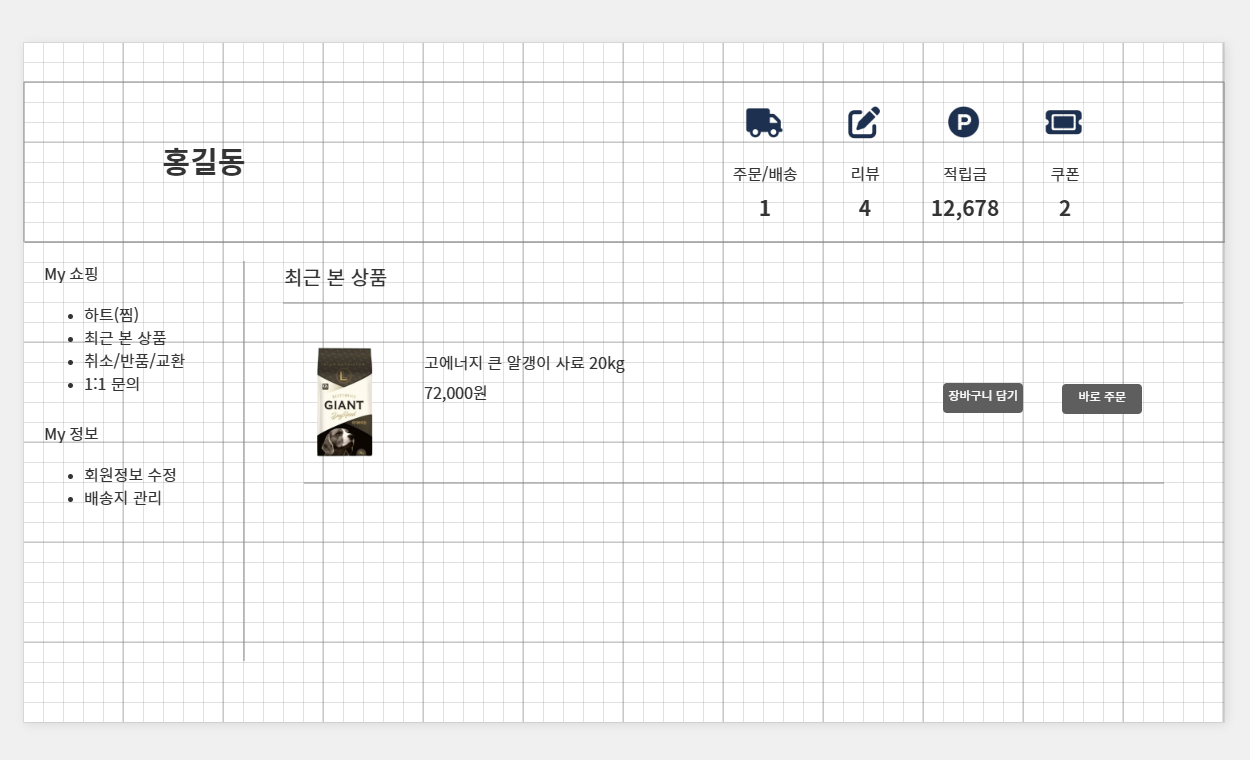 홍길동
주문/배송
1
리뷰
4
P
적립금
12,678
쿠폰
2
My 쇼핑
하트(찜)
최근 본 상품
취소/반품/교환
1:1 문의
My 정보
회원정보 수정
배송지 관리
최근 본 상품
L
GIANT
고에너지 큰 알갱이 사료 20kg
72,000원
장바구니 담기
바로 주문